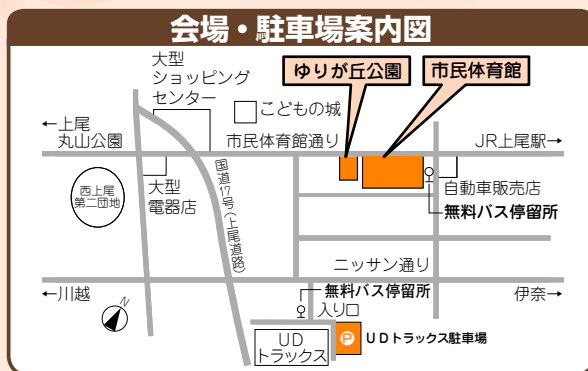 会場・駐車場案内図
大型
ショッピング
センター
ゆりが丘公園
市民体育館
こどもの城
←上尾
丸山公園
市民体育館通り
JR上尾駅→
西上尾
第二団地
大型
電器店
国道17号(上尾道路)
自動車販売店
無料バス停留所
ニッサン通り
←川越
無料バス停留所
伊奈→
N
入り口
UD
トラックス
P
UDトラックス駐車場